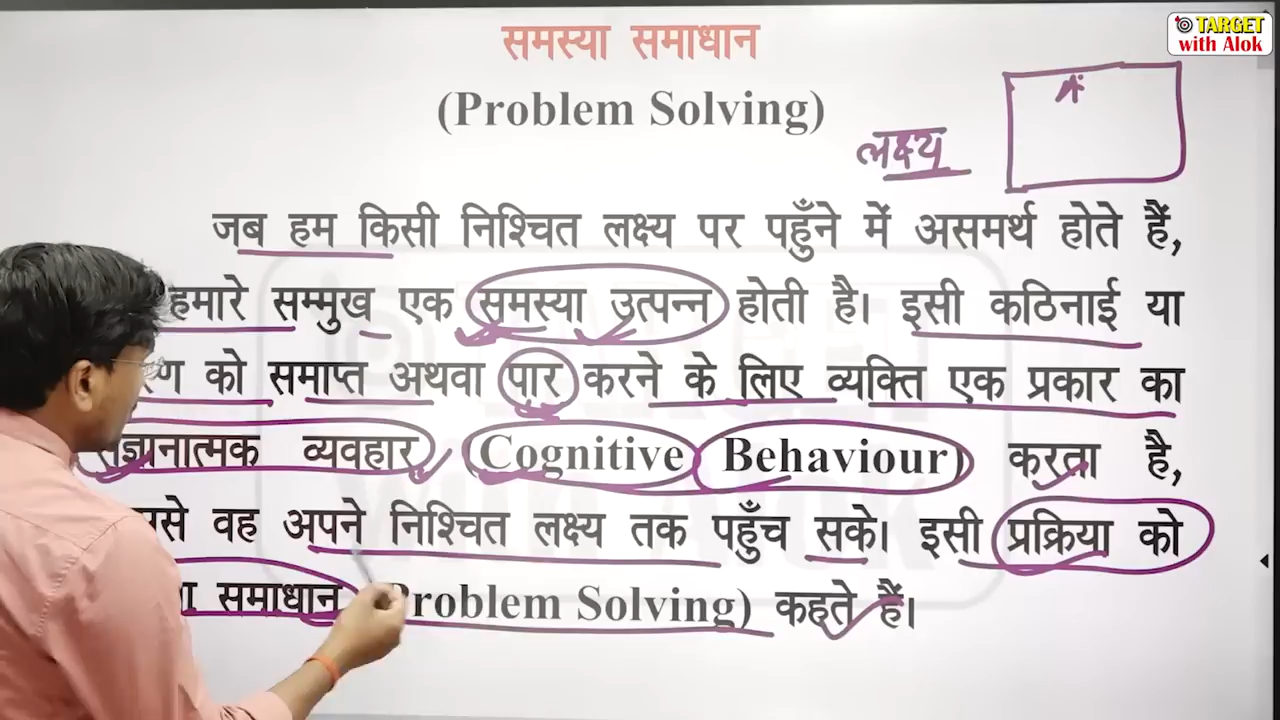 TARGET
with Alok
समस्या समाधान
(Problem Solving)
लक्ष्य
जब हम किसी निश्चित लक्ष्य पर पहुँने में असमर्थ होते हैं,
हमारे सम्मुख एक समस्या उत्पन्न होती है। इसी कठिनाई या
को समाप्त अथवा पार करने के लिए व्यक्ति एक प्रकार का
व्यवहार (Cognitive Behaviour) करता है,
वह अपने निश्चित लक्ष्य तक पहुँच सके। इसी प्रक्रिया को
समाधान Problem Solving) कहते हैं।